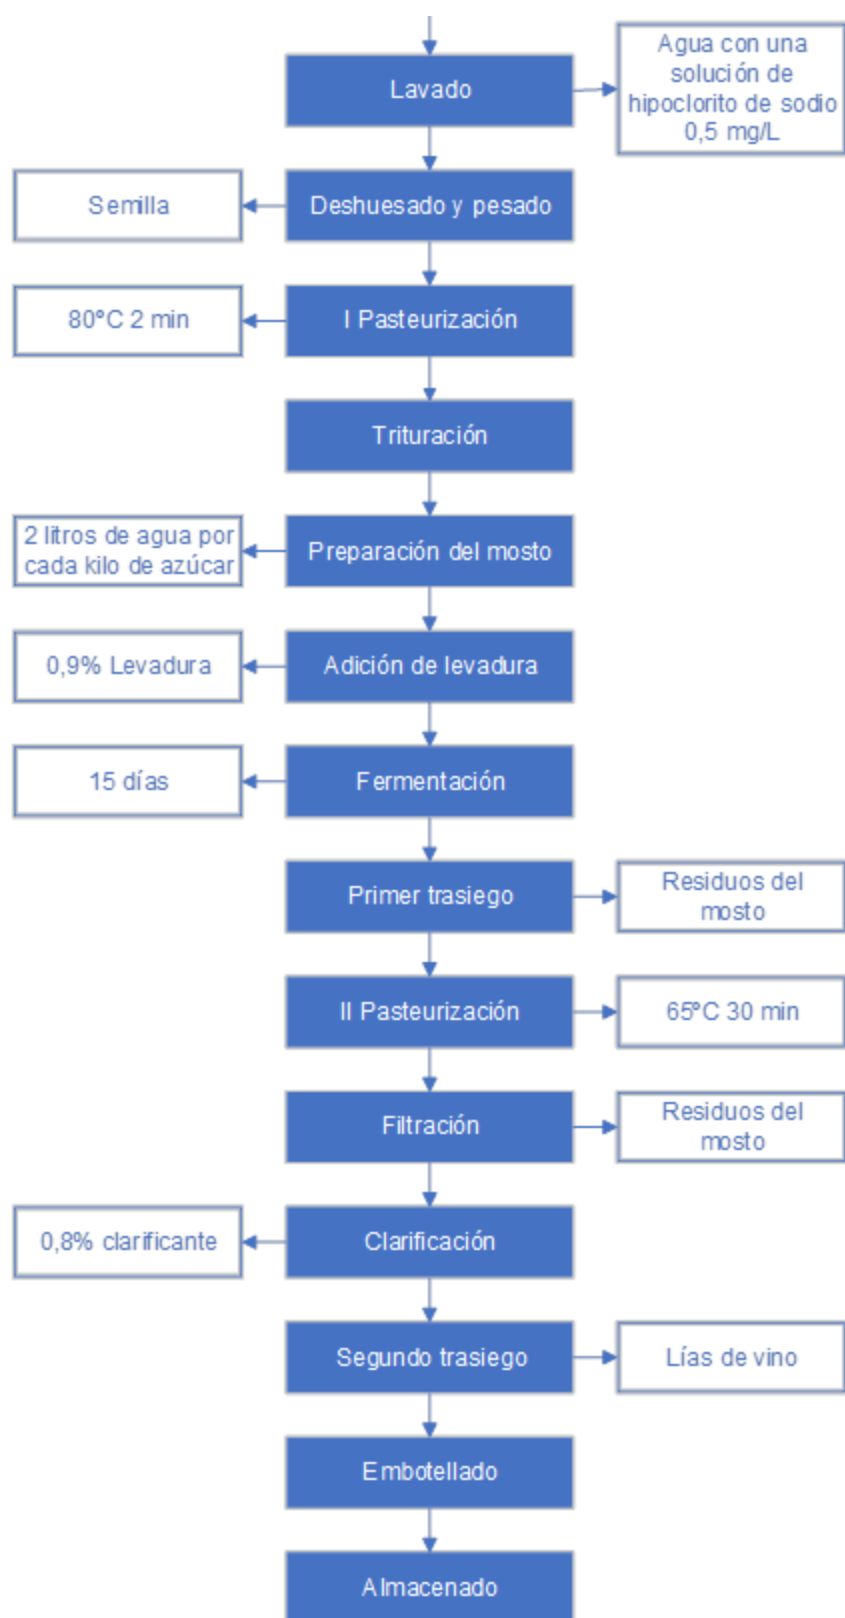 Lavado
Agua con una
solución de
hipoclorito de sodio
0,5 mg/L
Semilla
Deshuesado y pesado
80°C 2 min
I Pasteurización
Trituración
2 litros de agua por
cada kilo de azúcar
Preparación del mosto
0,9% Levadura
Adición de levadura
15 días
Fermentación
Primer trasiego
Residuos del
mosto
II Pasteurización
65°C 30 min
Filtración
Residuos del
mosto
0,8% clarificante
Clarificación
Segundo trasiego
Lías de vino
Embotellado
Almacenado